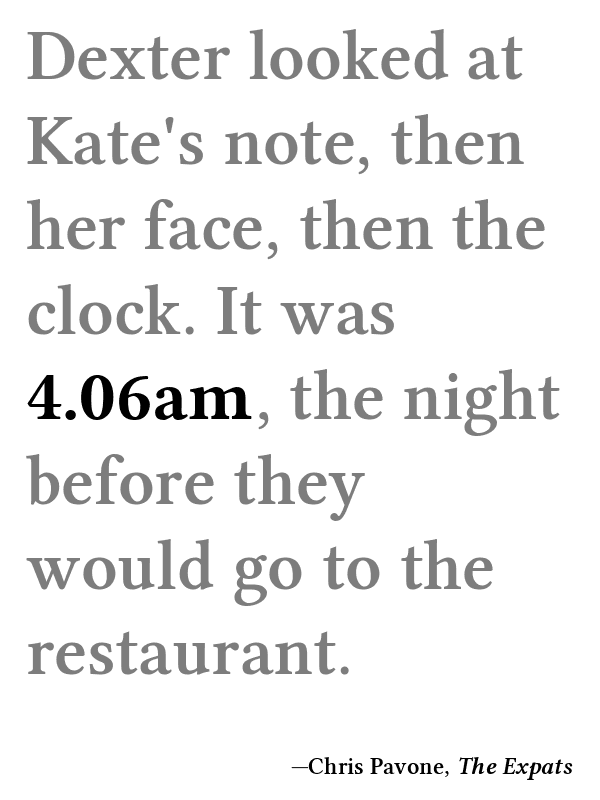 Dexter looked at
Kate's note, then
her face, then the
clock. It was
4.06am, the night
before they
would go to the
restaurant.
—Chris Pavone, The Expats